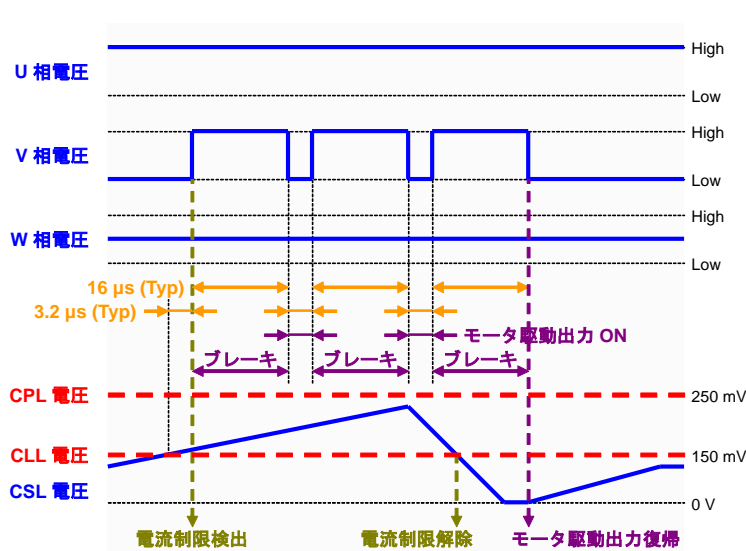 High
U 相電圧
Low
High
V 相電圧
Low
High
W 相電圧
Low
16 μs (Typ)
3.2 μs (Typ)
モータ駆動出力 ON
ブレーキ ブレーキ ブレーキ
CPL 電圧 250 mV
CLL 電圧 150 mV
CSL 電圧
0 V
電流制限検出 電流制限解除 モータ駆動出力復帰